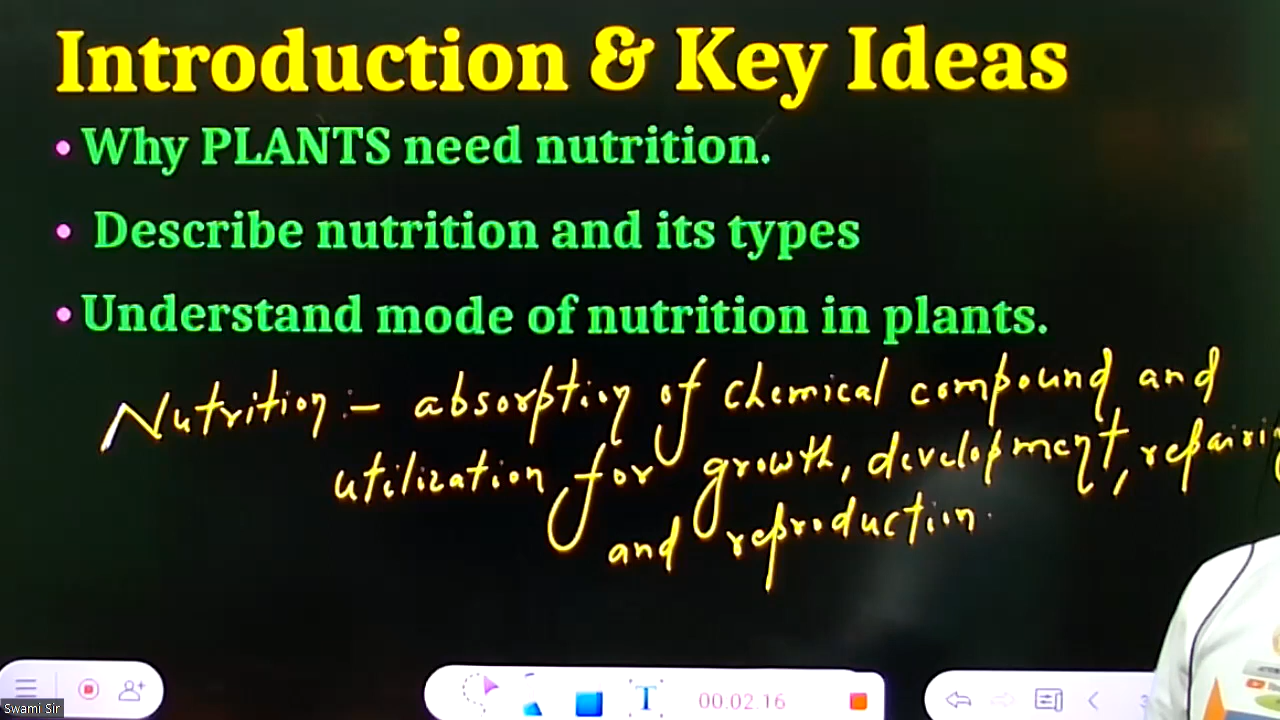 Introduction & Key Ideas
• Why PLANTS need nutrition.
• Describe nutrition and its types
• Understand mode of nutrition in plants.
Nutrition :- absorption of chemical compound and
utilization for growth, development, repairing
and reproduction.
T 00.02.16
Swami Sir